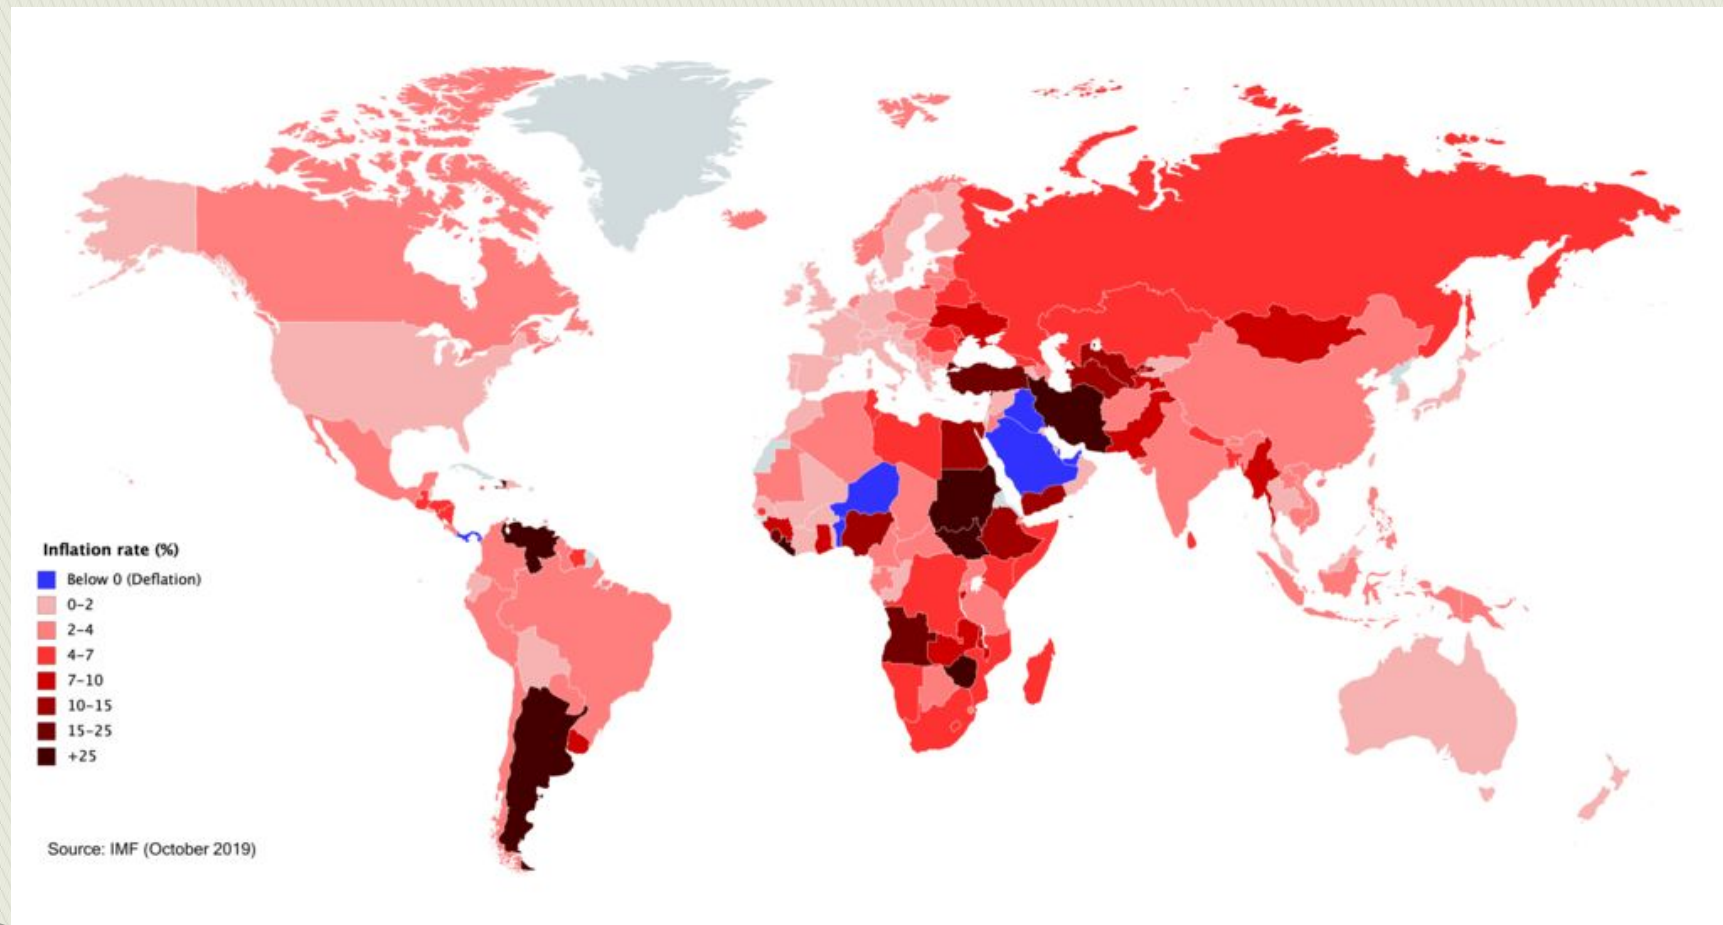 Inflation rate (%)
Below 0 (Deflation)
0-2
2-4
4-7
7-10
10-15
15-25
+25
Source: IMF (October 2019)